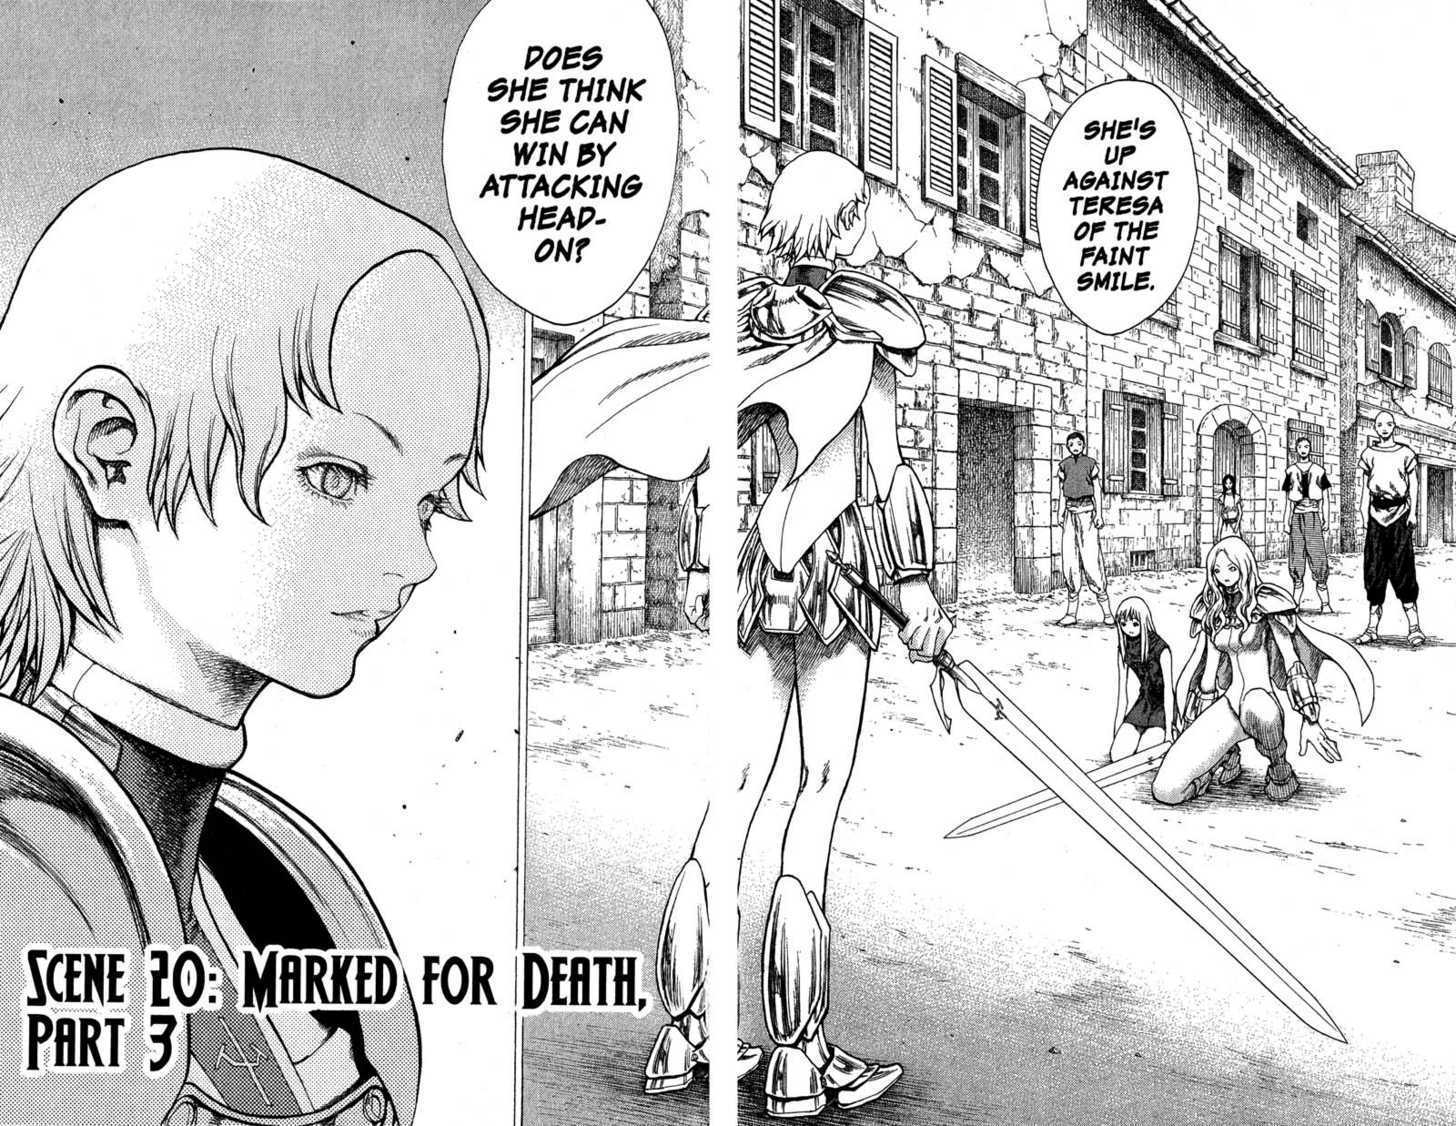 SHE'S
UP
AGAINST
TERESA
OF THE
FAINT
SMILE.
DOES
SHE THINK
SHE CAN
WIN BY
ATTACKING
HEAD-
ON?
SCENE 20: MARKED FOR DEATH,
PART 3